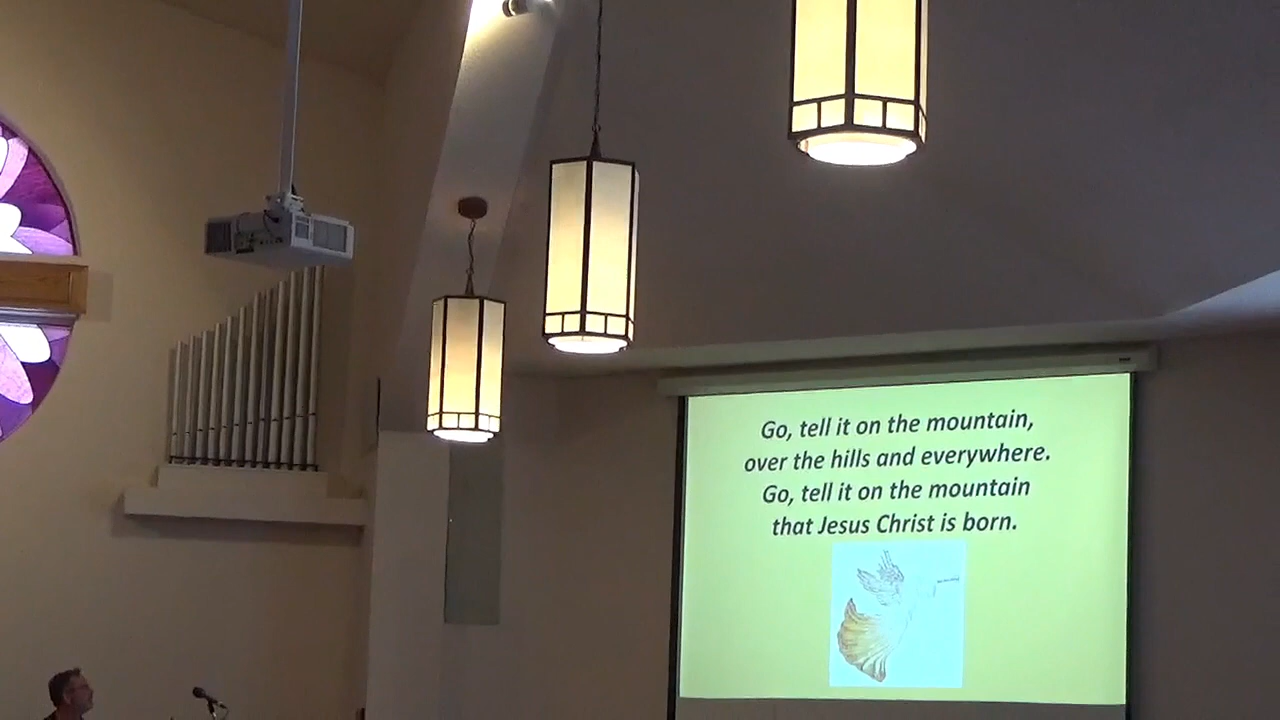 Go, tell it on the mountain,
over the hills and everywhere.
Go, tell it on the mountain
that Jesus Christ is born.